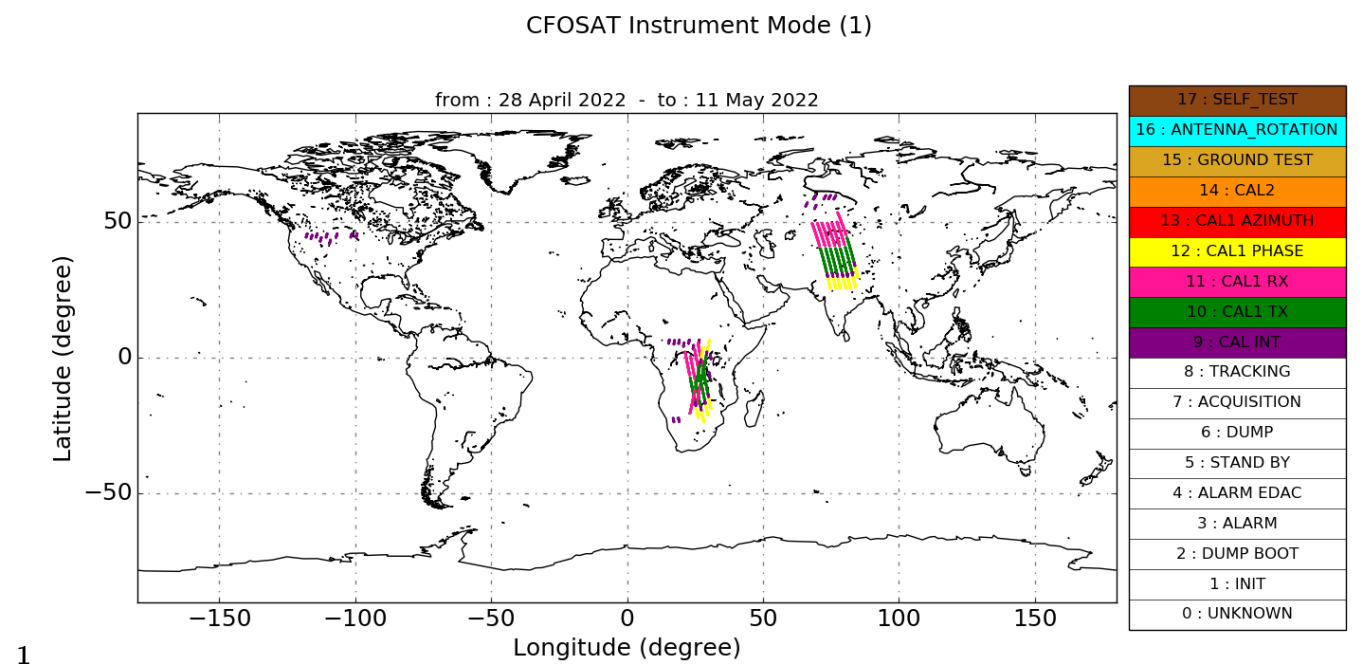 CFOSAT Instrument Mode (1)
from : 28 April 2022 - to : 11 May 2022
17 : SELF_TEST
16 : ANTENNA_ROTATION
15 : GROUND TEST
14 : CAL2
13 : CAL1 AZIMUTH
12 : CAL1 PHASE
11 : CAL1 RX
10 : CAL1 TX
9 : CAL INT
8 : TRACKING
7 : ACQUISITION
6 : DUMP
5 : STAND BY
4 : ALARM EDAC
3 : ALARM
2 : DUMP BOOT
1 : INIT
0 : UNKNOWN
Latitude (degree)
50
0
−50
−150 −100 −50 0 50 100 150
Longitude (degree)
1